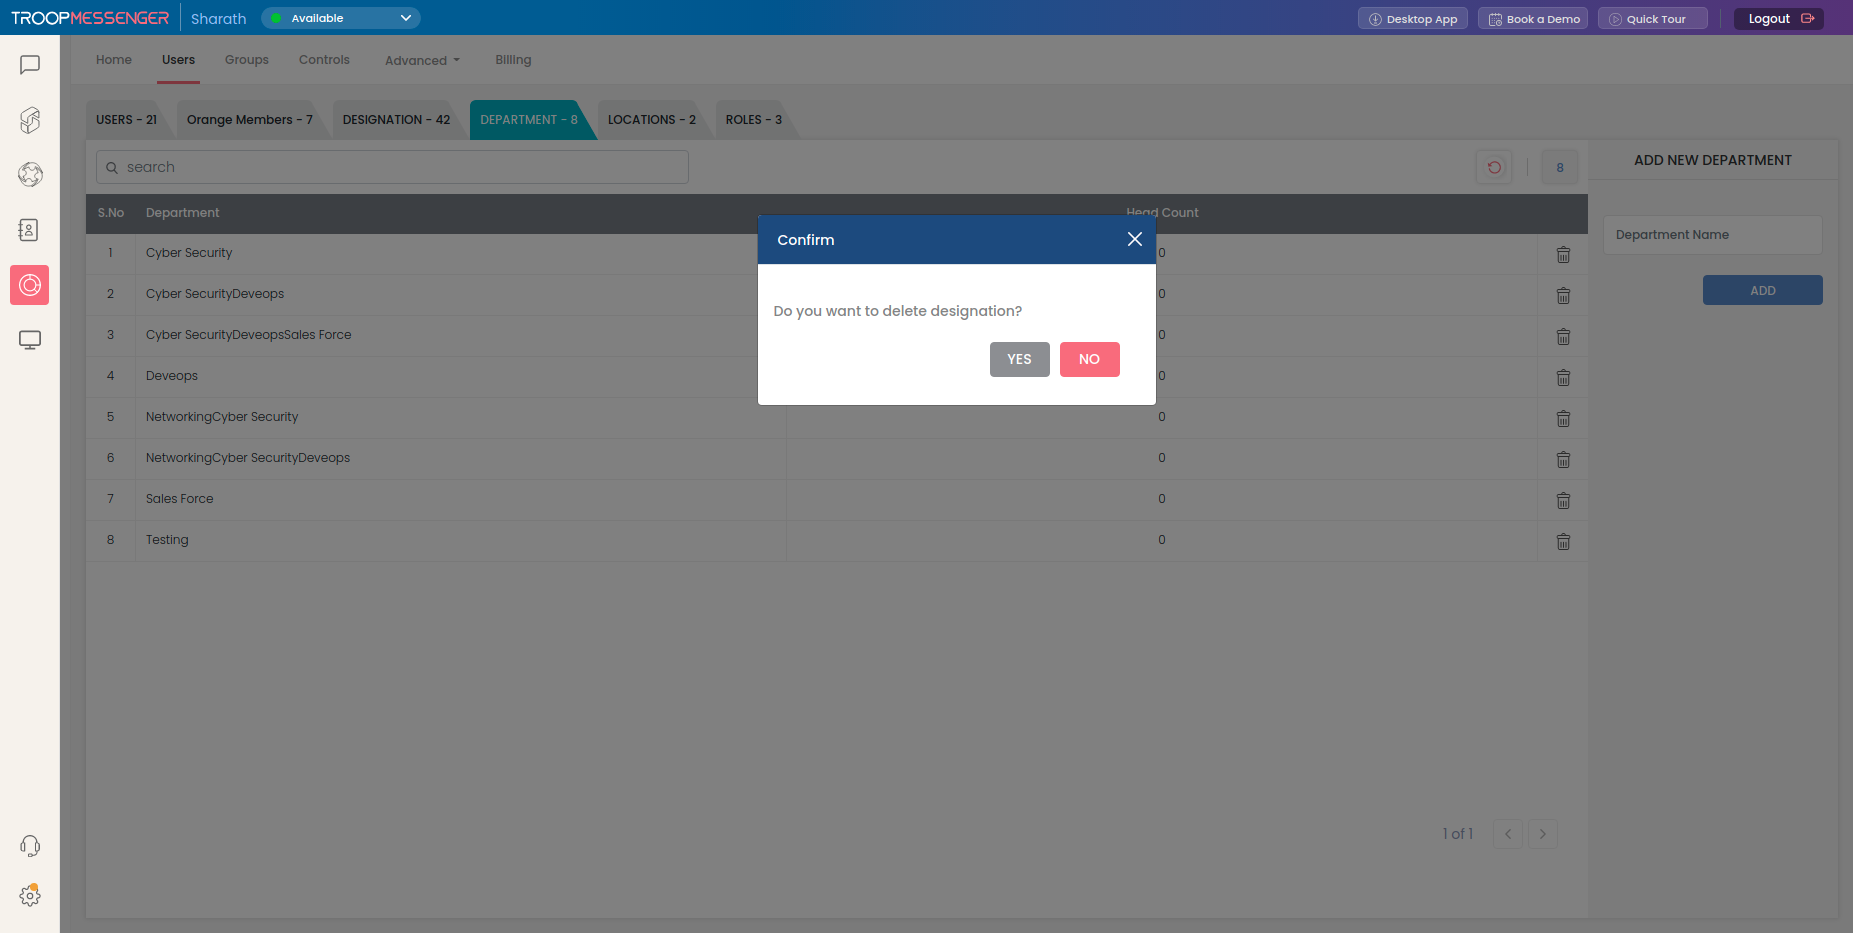 TROOPMESSENGER Sharath Available Desktop App Book a Demo Quick Tour Logout
Home Users Groups Controls Advanced Billing
USERS - 21 Orange Members - 7 DESIGNATION - 42 DEPARTMENT - 8 LOCATIONS - 2 ROLES - 3
search 8 ADD NEW DEPARTMENT
S.No Department Head Count
Department Name
Confirm
1 Cyber Security 0
2 Cyber SecurityDeveops 0
ADD
Do you want to delete designation?
3 Cyber SecurityDeveopsSales Force 0
YES NO
4 Deveops 0
5 NetworkingCyber Security 0
6 NetworkingCyber SecurityDeveops 0
7 Sales Force 0
8 Testing 0
1 of 1